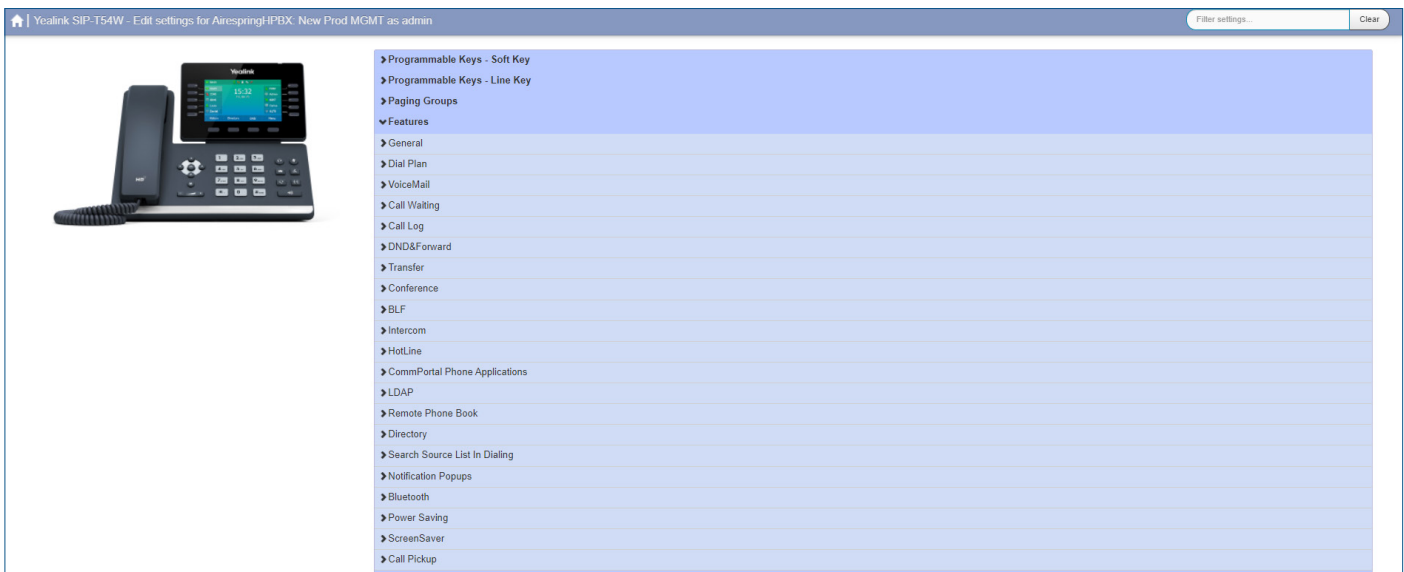 Yealink SIP-T54W - Edit settings for AirespringHPBX: New Prod MGMT as admin
Filter settings...
Clear
Yealink
15:32
Programmable Keys - Soft Key
Programmable Keys - Line Key
Paging Groups
Features
General
Dial Plan
VoiceMail
Call Waiting
Call Log
DND&Forward
Transfer
Conference
BLF
Intercom
HotLine
CommPortal Phone Applications
LDAP
Remote Phone Book
Directory
Search Source List In Dialing
Notification Popups
Bluetooth
Power Saving
ScreenSaver
Call Pickup